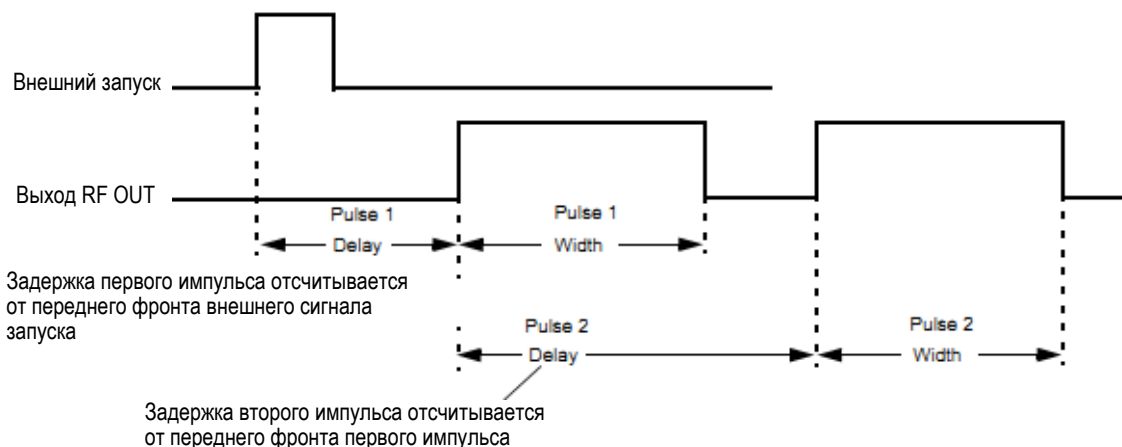 Внешний запуск
Выход RF OUT
Pulse 1
Delay
Pulse 1
Width
Задержка первого импульса отсчитывается
от переднего фронта внешнего сигнала
запуска
Pulse 2
Delay
Pulse 2
Width
Задержка второго импульса отсчитывается
от переднего фронта первого импульса